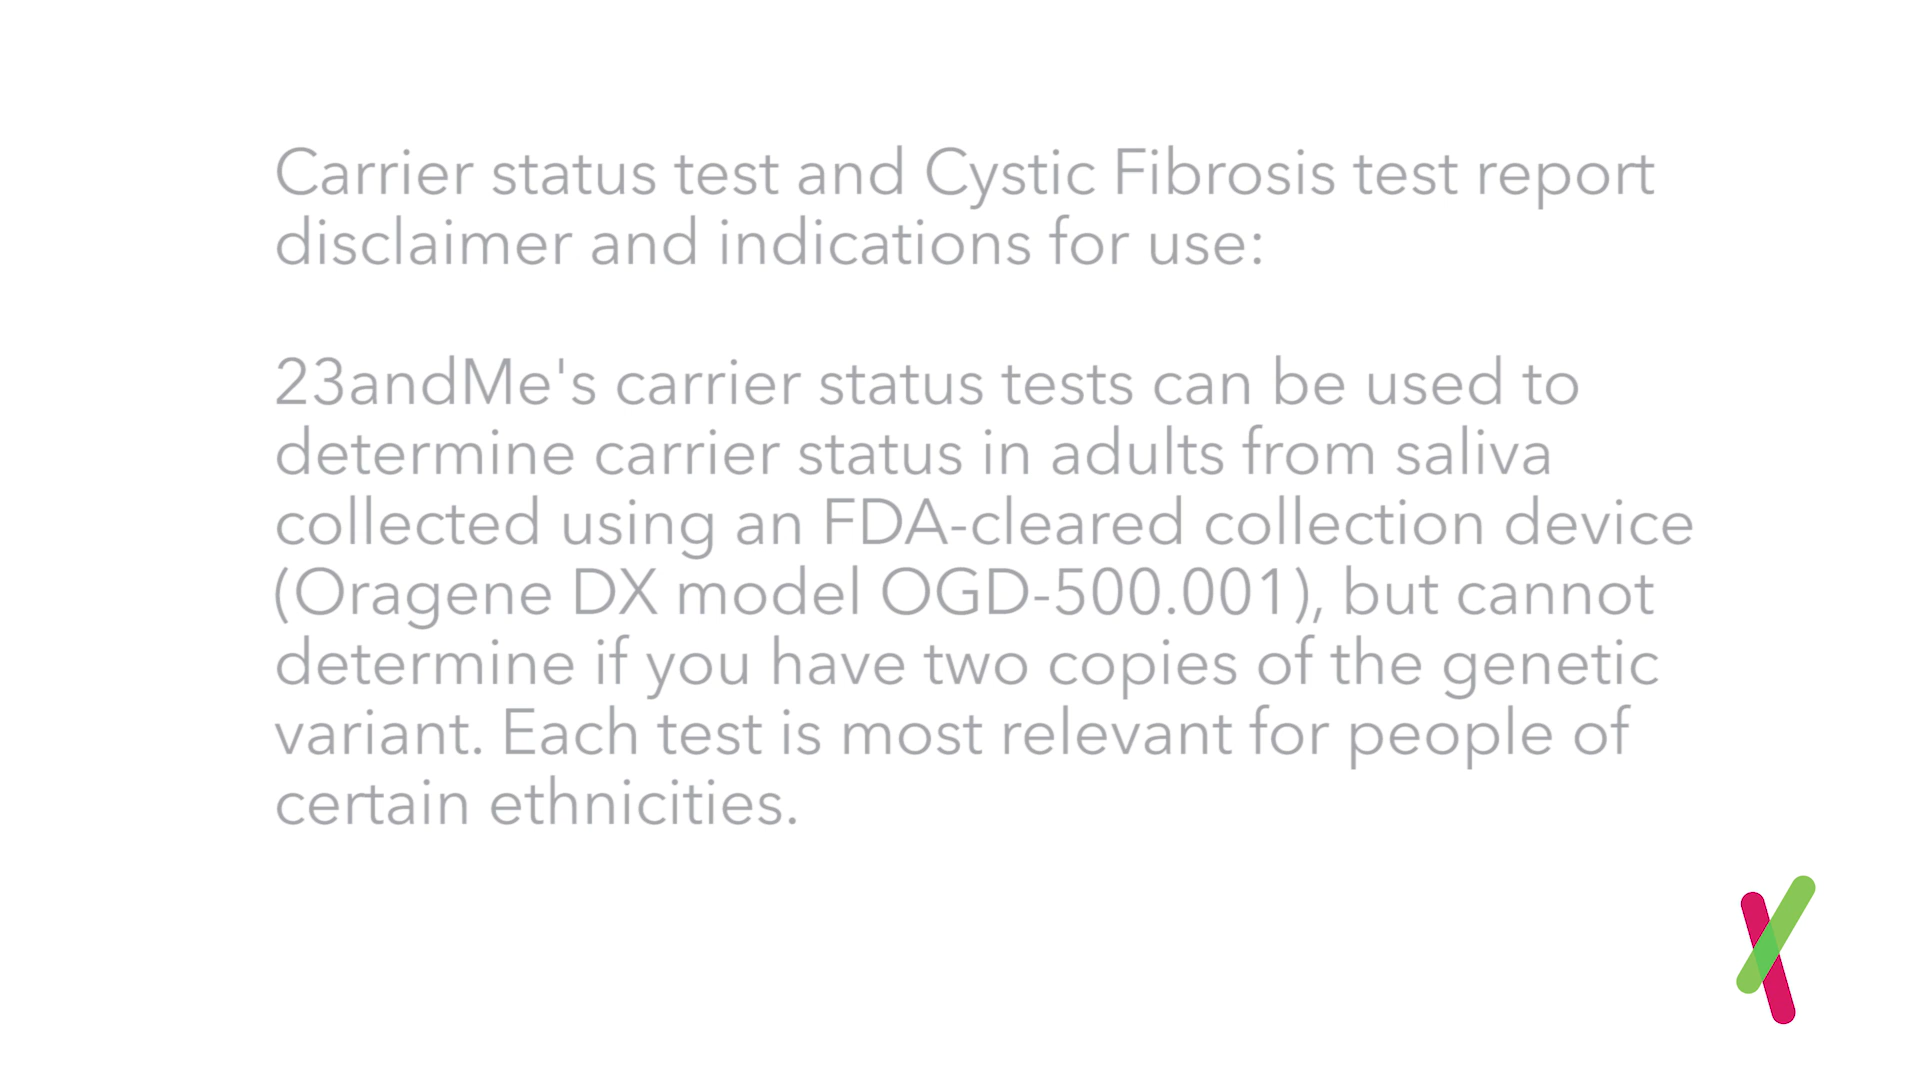 Carrier status test and Cystic Fibrosis test report
disclaimer and indications for use:
23andMe's carrier status tests can be used to
determine carrier status in adults from saliva
collected using an FDA-cleared collection device
(Oragene DX model OGD-500.001), but cannot
determine if you have two copies of the genetic
variant. Each test is most relevant for people of
certain ethnicities.